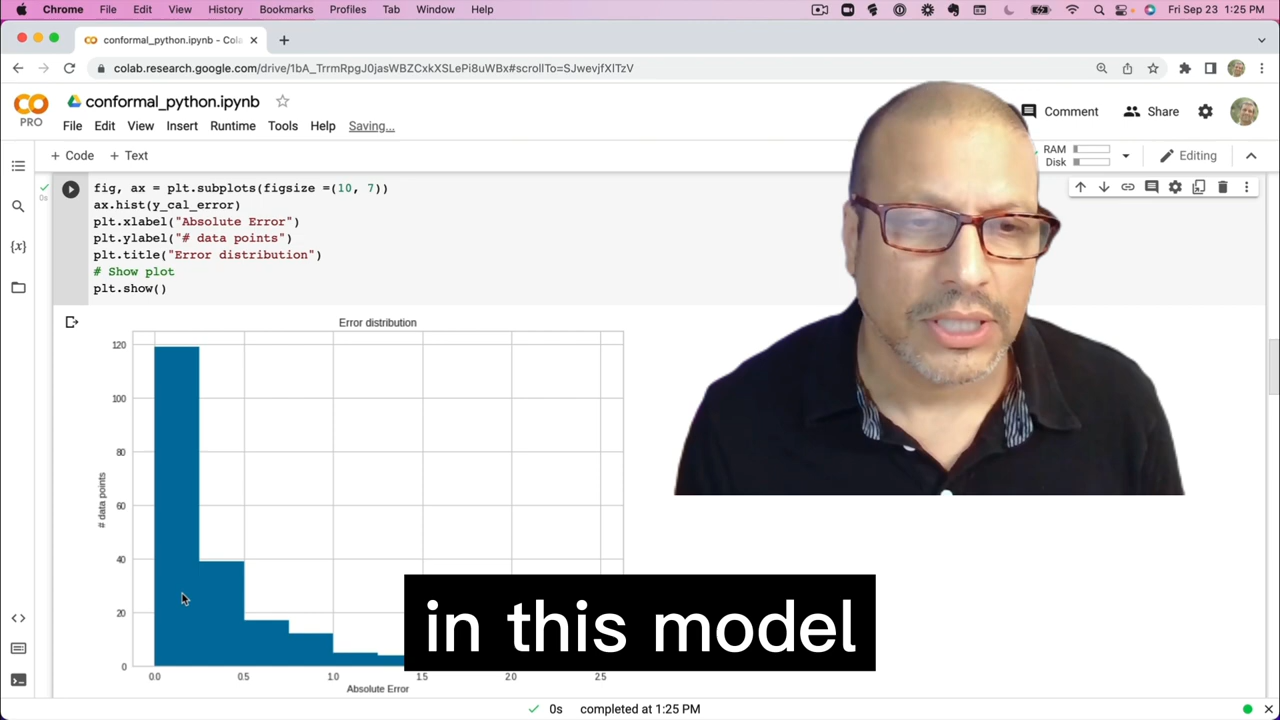 Chrome File Edit View History Bookmarks Profiles Tab Window Help Fri Sep 23 1:25 PM
conformal_python.ipynb - Cola
colab.research.google.com/drive/1bA_TrrmRpgJ0jasWBZCxkXSLePi8uWBx#scrollTo=SJwevjfXITzV
PRO
conformal_python.ipynb
File Edit View Insert Runtime Tools Help Saving...
Comment Share
+ Code + Text
RAM
Disk
Editing
0s
fig, ax = plt.subplots(figsize =(10, 7))
ax.hist(y_cal_error)
plt.xlabel("Absolute Error")
plt.ylabel("# data points")
plt.title("Error distribution")
# Show plot
plt.show()
{x}
Error distribution
120
100
80
60
40
20
0
# data points
0.0 0.5 1.0 1.5 2.0 2.5
Absolute Error
in this model
0s completed at 1:25 PM